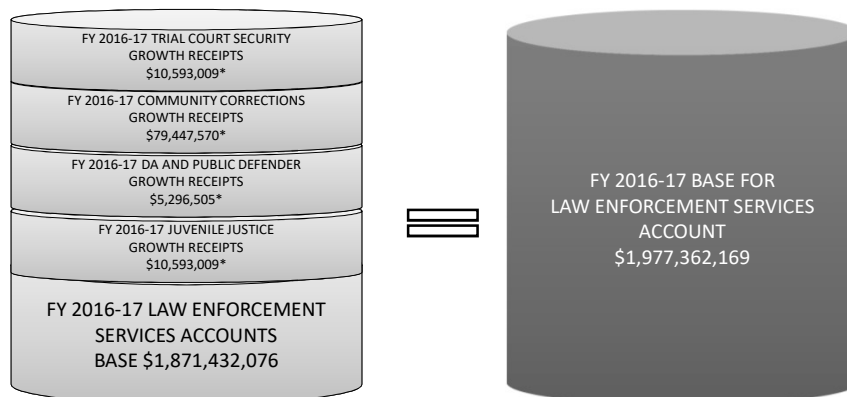 FY 2016-17 TRIAL COURT SECURITY
GROWTH RECEIPTS
$10,593,009*
FY 2016-17 COMMUNITY CORRECTIONS
GROWTH RECEIPTS
$79,447,570*
FY 2016-17 DA AND PUBLIC DEFENDER
GROWTH RECEIPTS
$5,296,505*
FY 2016-17 JUVENILE JUSTICE
GROWTH RECEIPTS
$10,593,009*
FY 2016-17 LAW ENFORCEMENT
SERVICES ACCOUNTS
BASE $1,871,432,076
FY 2016-17 BASE FOR
LAW ENFORCEMENT SERVICES
ACCOUNT
$1,977,362,169